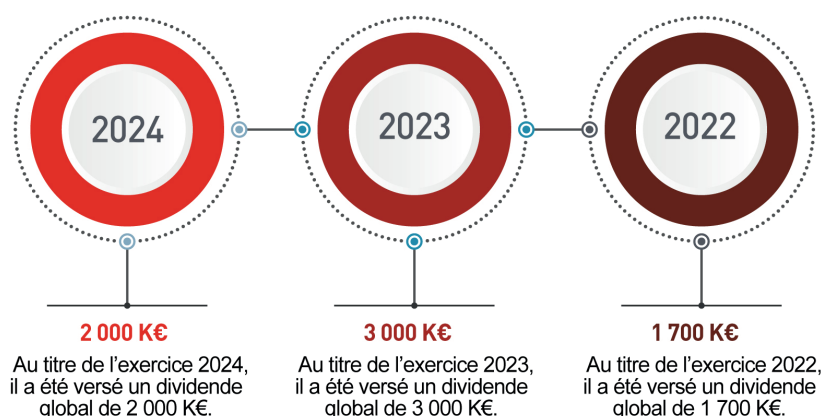 2024
2023
2022
2 000 K€
Au titre de l’exercice 2024,
il a été versé un dividende
global de 2 000 K€.
3 000 K€
Au titre de l’exercice 2023,
il a été versé un dividende
global de 3 000 K€.
1 700 K€
Au titre de l’exercice 2022,
il a été versé un dividende
global de 1 700 K€.